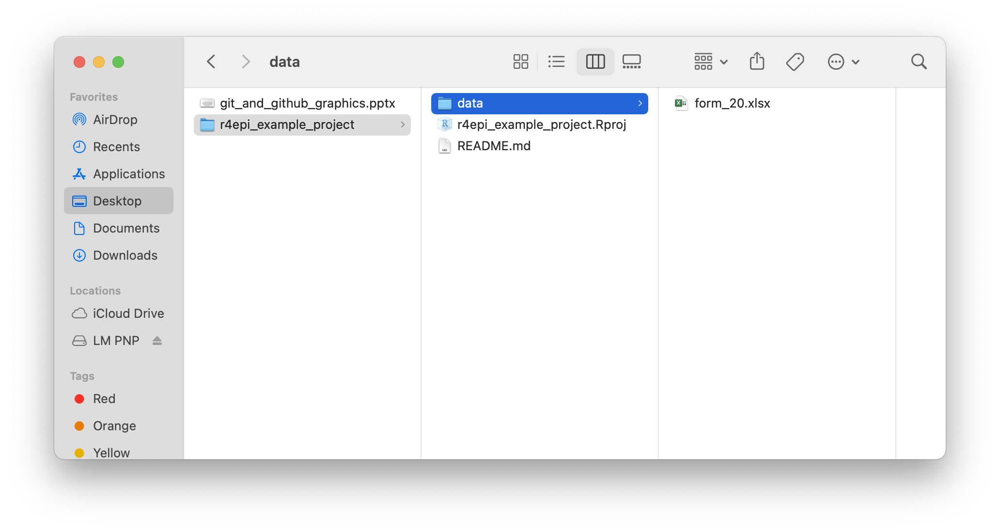 data
Favorites
AirDrop
Recents
Applications
Desktop
Documents
Downloads
Locations
iCloud Drive
LM PNP
Tags
Red
Orange
Yellow
git_and_github_graphics.pptx
r4epi_example_project
data
r4epi_example_project.Rproj
MD
README.md
form_20.xlsx